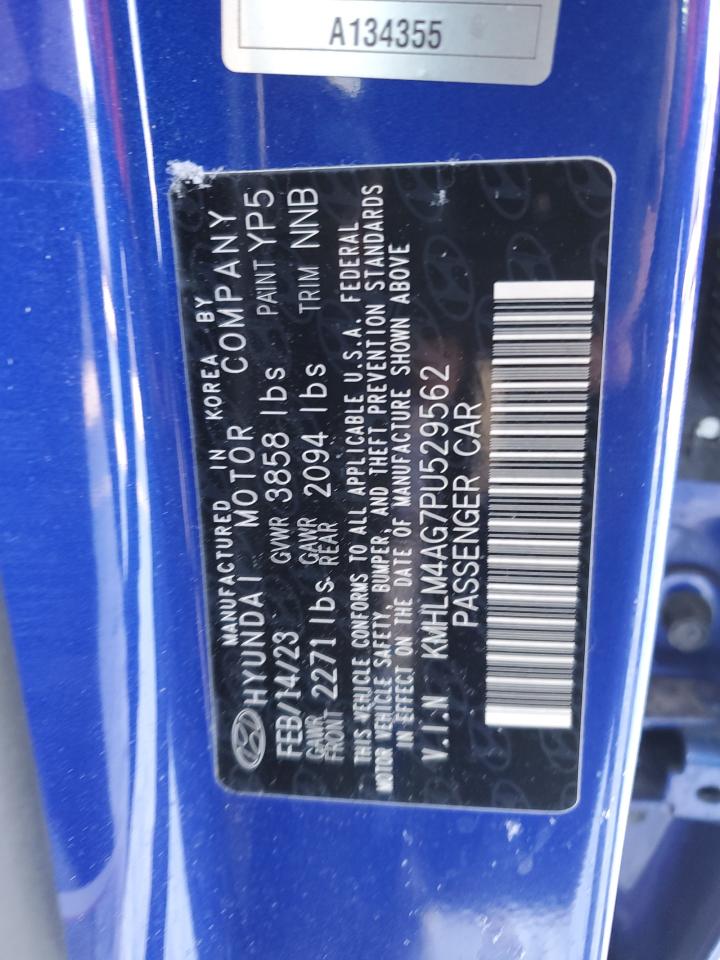 A134355
MANUFACTURED IN KOREA BY
HYUNDAI MOTOR COMPANY
FEB/14/23 GVWR 3858 lbs PAINT YP5
GAWR FRONT 2271 lbs. GAWR REAR 2094 lbs TRIM NNB
THIS VEHICLE CONFORMS TO ALL APPLICABLE U.S.A. FEDERAL
MOTOR VEHICLE SAFETY, BUMPER, AND THEFT PREVENTION STANDARDS
IN EFFECT ON THE DATE OF MANUFACTURE SHOWN ABOVE
V.I.N KMHLM4AG7PU529562
PASSENGER CAR